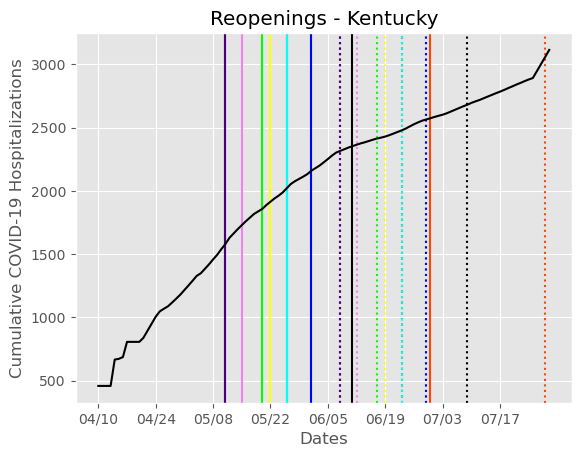 Reopenings - Kentucky
Cumulative COVID-19 Hospitalizations
3000
2500
2000
1500
1000
500
04/10 04/24 05/08 05/22 06/05 06/19 07/03 07/17
Dates